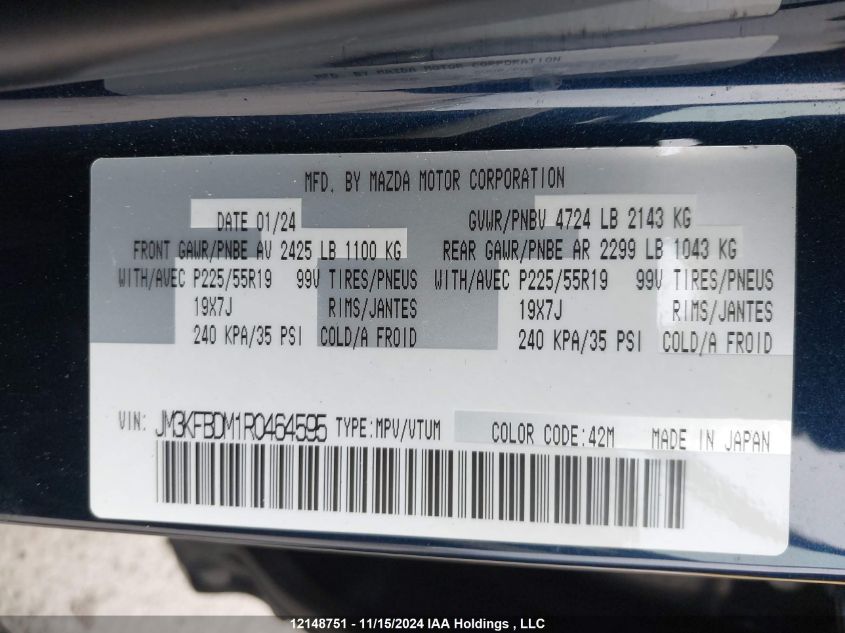 MFD. BY MAZDA MOTOR CORPORATION
MFD. BY MAZDA MOTOR CORPORATION
DATE 01/24 GVWR/PNBV 4724 LB 2143 KG
FRONT GAWR/PNBE AV 2425 LB 1100 KG REAR GAWR/PNBE AR 2299 LB 1043 KG
WITH/AVEC P225/55R19 99V TIRES/PNEUS WITH/AVEC P225/55R19 99V TIRES/PNEUS
19X7J RIMS/JANTES 19X7J RIMS/JANTES
240 KPA/35 PSI COLD/A FROID 240 KPA/35 PSI COLD/A FROID
VIN: JM3KFBDM1R0464595 TYPE:MPV/VTUM COLOR CODE:42M MADE IN JAPAN
12148751 - 11/15/2024 IAA Holdings , LLC